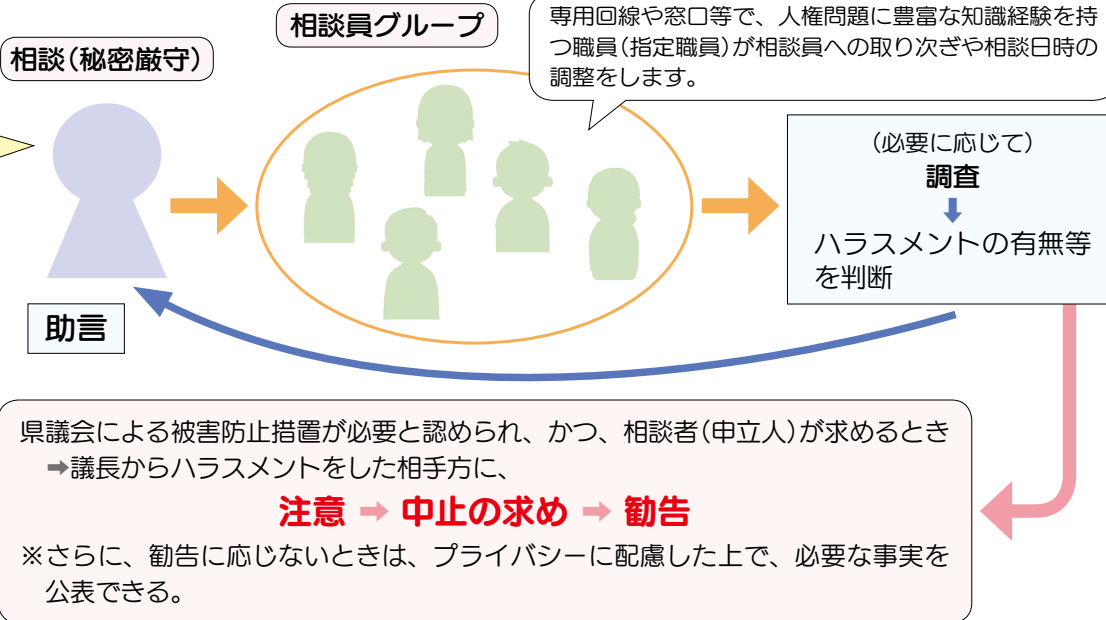 相談員グループ
専用回線や窓口等で、人権問題に豊富な知識経験を持
つ職員(指定職員)が相談員への取り次ぎや相談日時の
調整をします。
相談(秘密厳守)
(必要に応じて)
調査
⬇
ハラスメントの有無等
を判断
助言
県議会による被害防止措置が必要と認められ、かつ、相談者(申立人)が求めるとき
➡議長からハラスメントをした相手方に、
注意 ➡ 中止の求め ➡ 勧告
※さらに、勧告に応じないときは、プライバシーに配慮した上で、必要な事実を
公表できる。